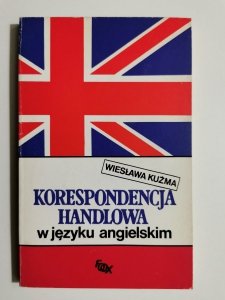 WIESŁAWA KUŹMA
KORESPONDENCJA
HANDLOWA
w języku angielskim